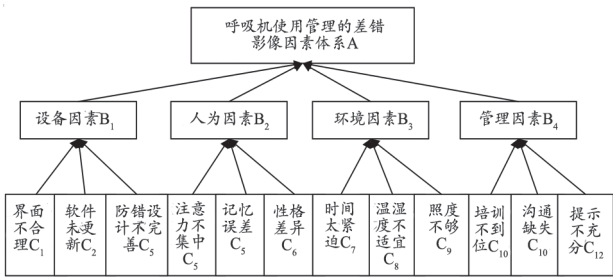 呼吸机使用管理的差错
影像因素体系A
设备因素B₁
人为因素B₂
环境因素B₃
管理因素B₄
界面
不合
理C₁
软件
未更
新C₂
防错设
计不完
善C₅
注意
力不中
集中
C₅
记忆
误差
C₅
性格
差异
C₆
时间
太紧
迫C₇
温湿
度不
适宜
C₈
照度
不够
C₉
培训
不到
位C₁₀
沟通
缺失
C₁₀
提示
不充
分C₁₂